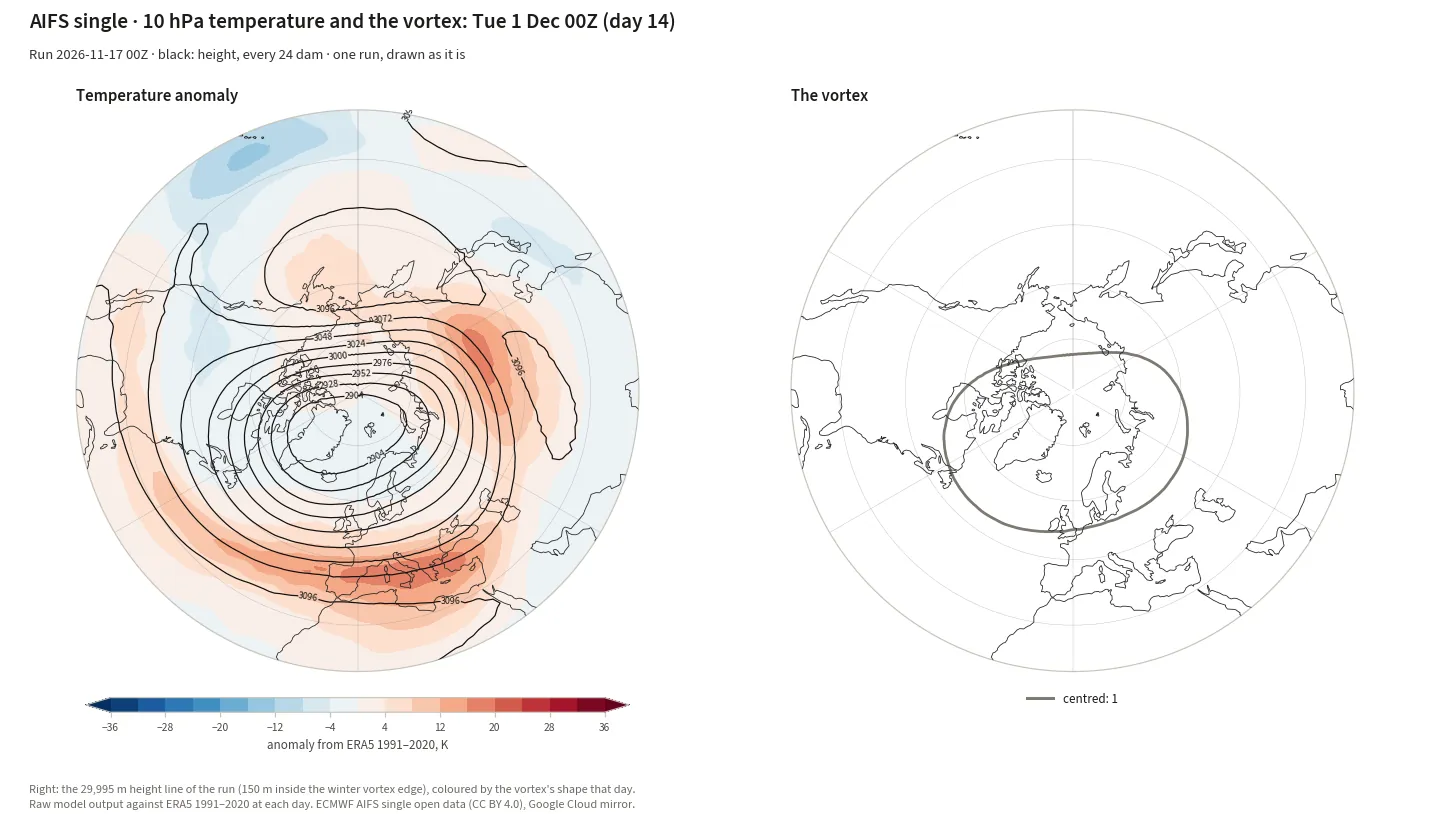 AIFS single · 10 hPa temperature and the vortex: Tue 1 Dec 00Z (day 14)
Run 2026-11-17 00Z · black: height, every 24 dam · one run, drawn as it is
Temperature anomaly
The vortex
3096
3072
3048
3024
3000
2976
2952
2928
2904
3096
2904
3096
3096
centred: 1
−36 −28 −20 −12 −4 4 12 20 28 36
anomaly from ERA5 1991–2020, K
Right: the 29,995 m height line of the run (150 m inside the winter vortex edge), coloured by the vortex's shape that day.
Raw model output against ERA5 1991–2020 at each day. ECMWF AIFS single open data (CC BY 4.0), Google Cloud mirror.